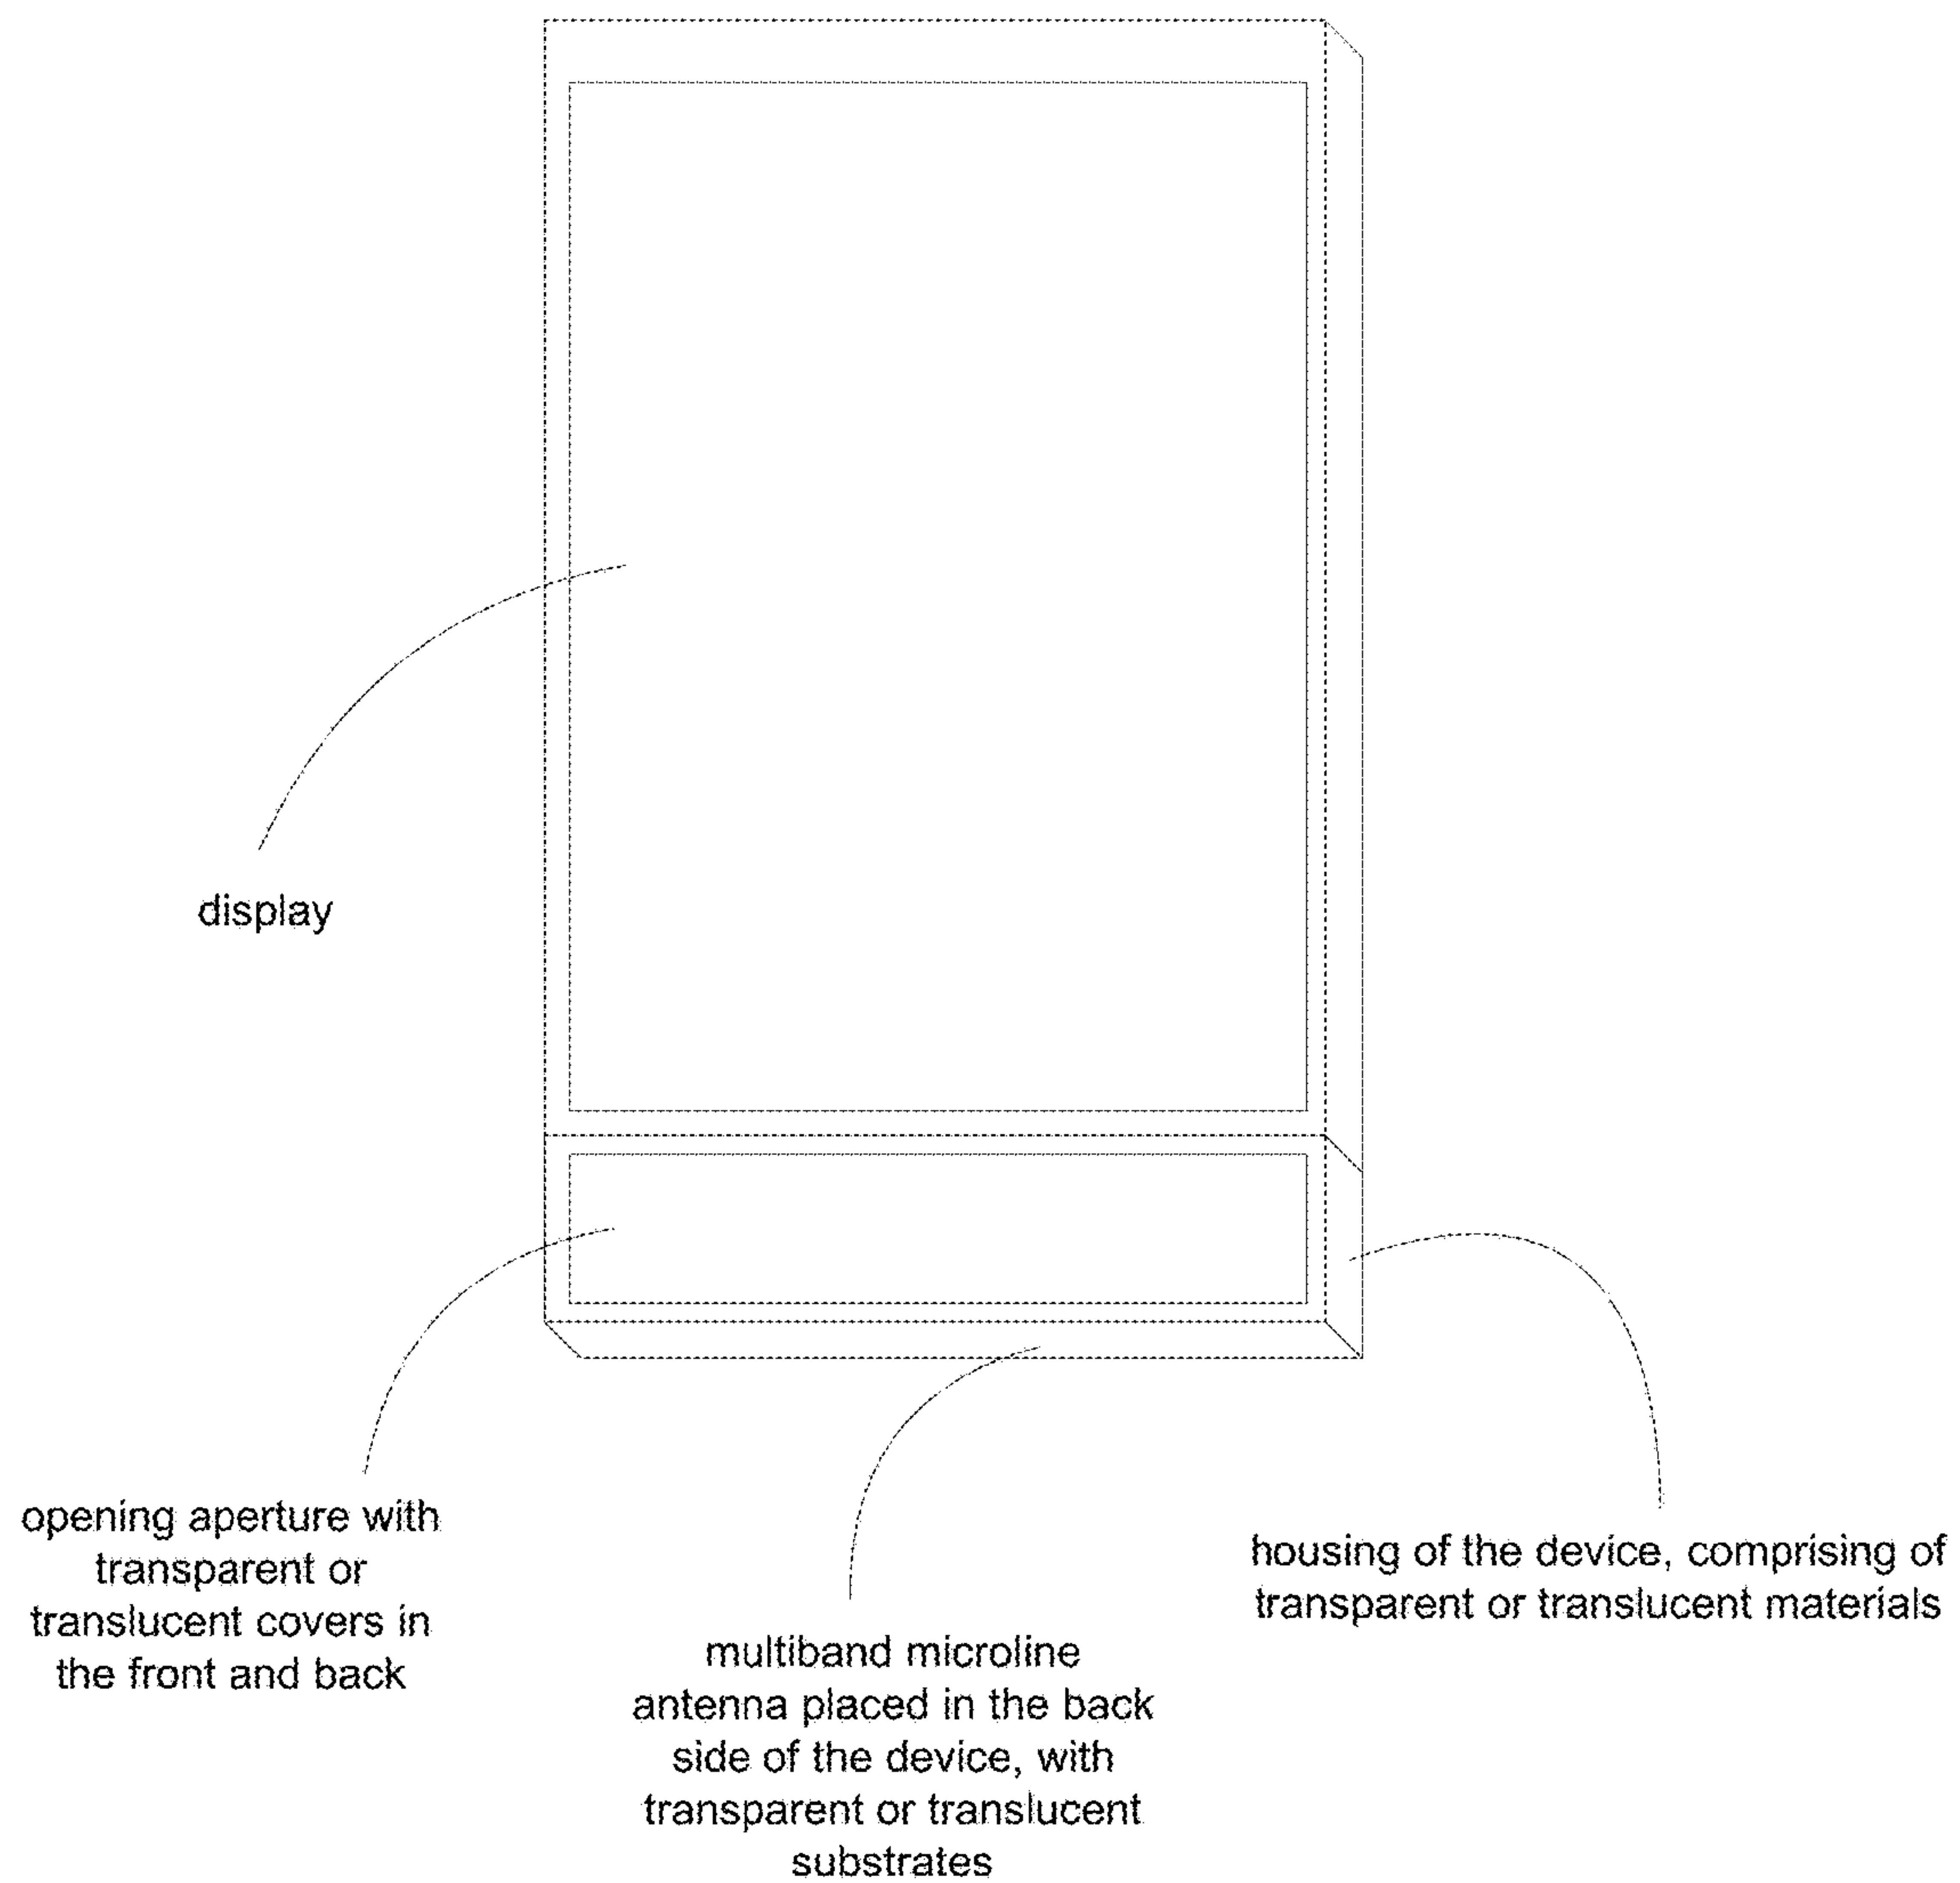 display
opening aperture with
transparent or
translucent covers in
the front and back
multiband microline
antenna placed in the back
side of the device, with
transparent or translucent
substrates
housing of the device, comprising of
transparent or translucent materials